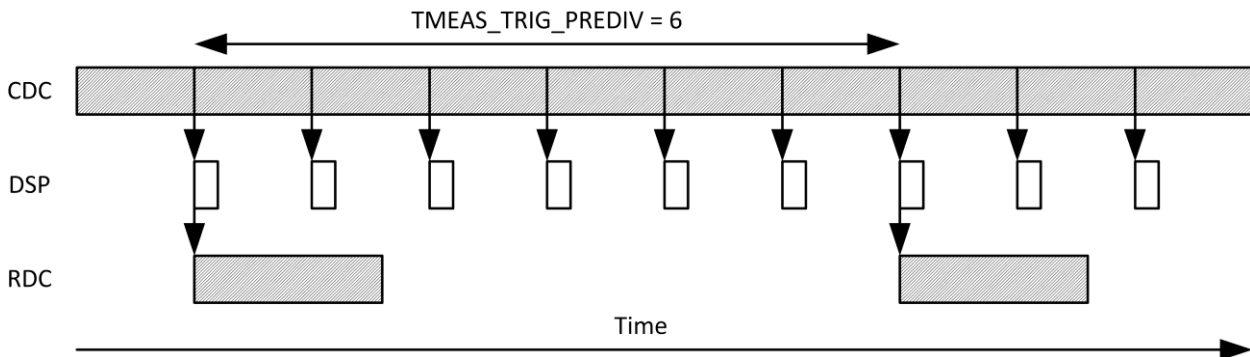 TMEAS_TRIG_PREDIV = 6
CDC
DSP
RDC
Time